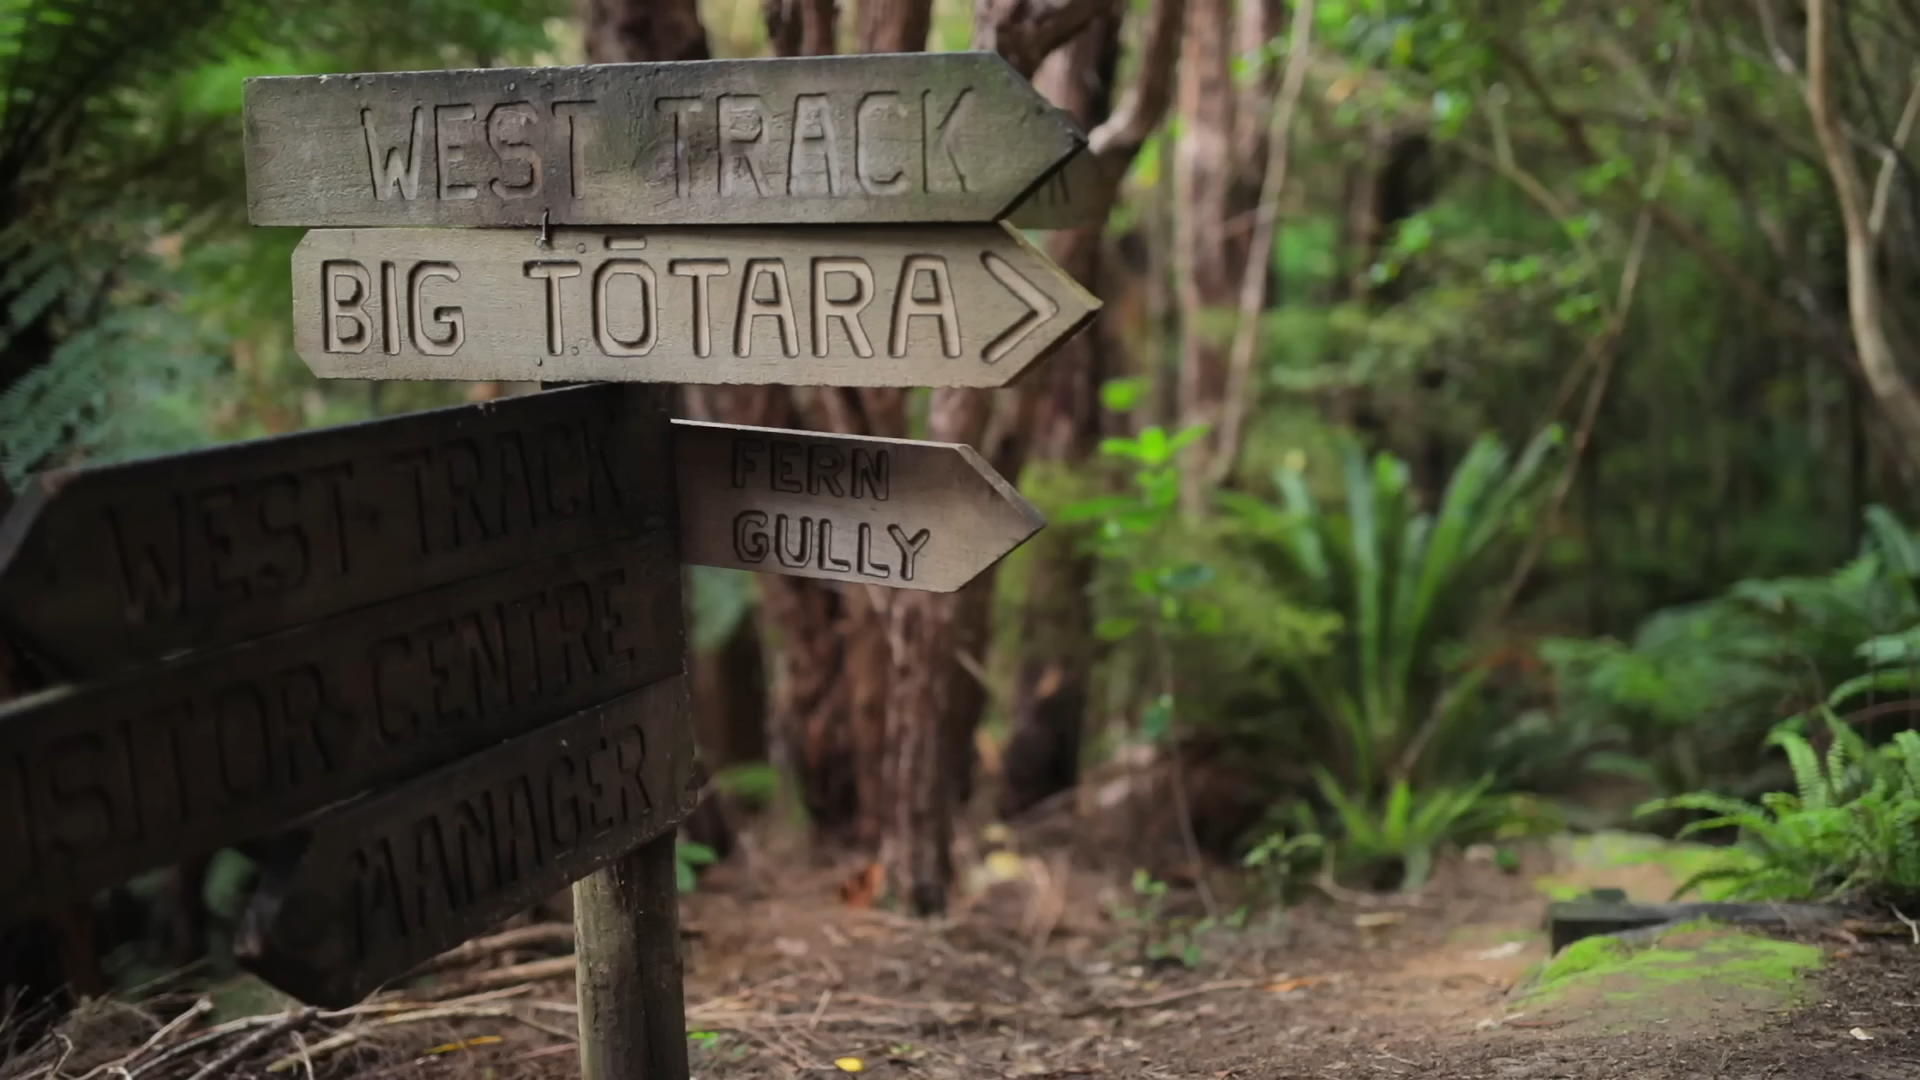 WEST TRACK
BIG TŌTARA >
WEST TRACK
FERN
GULLY
ISITOR CENTRE
MANAGER